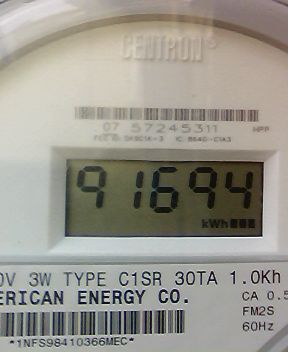 CENTRON®
07 57245311 HPP
91694
kWh
0V 3W TYPE C1SR 30TA 1.0Kh
ERICAN ENERGY CO. CA 0.5
FM2S
60Hz
*1NFS98410366MEC*